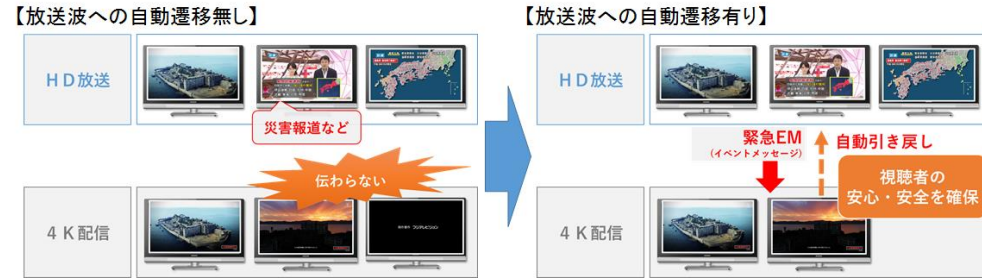 【放送波への自動遷移無し】
HD放送
災害報道など
伝わらない
4K配信
【放送波への自動遷移有り】
HD放送
緊急EM
(イベントメッセージ)
自動引き戻し
視聴者の
安心・安全を確保
4K配信